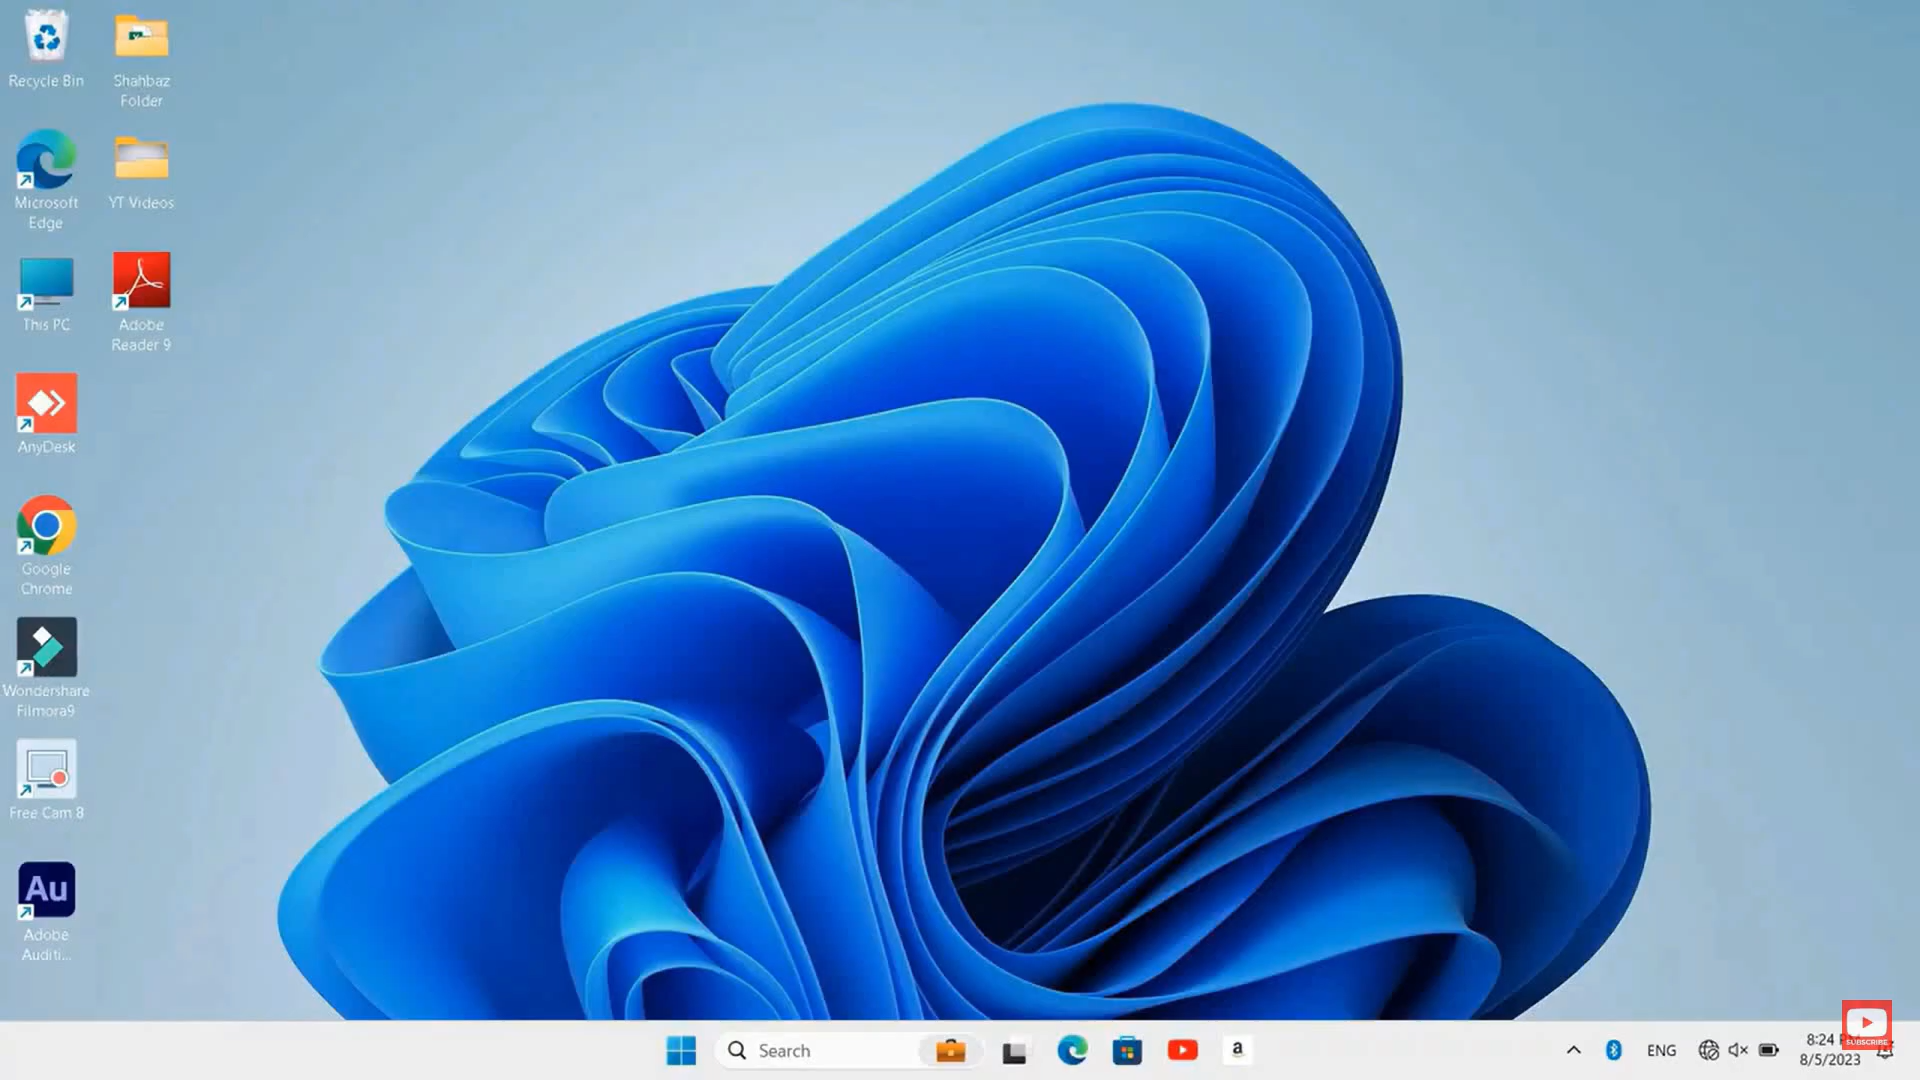 Recycle Bin
Shahbaz
Folder
Microsoft
Edge
YT Videos
This PC
Adobe
Reader 9
AnyDesk
Google
Chrome
Wondershare
Filmora9
Free Cam 8
Au
Adobe
Auditi...
Search
a
ENG
8:24
8/5/2023
SUBSCRIBE